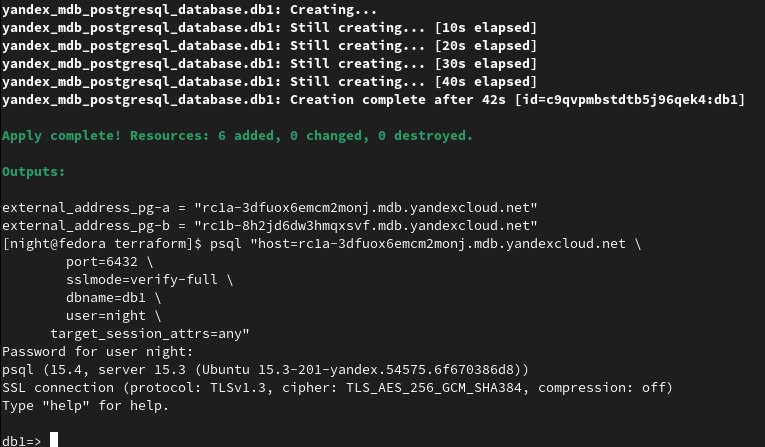 yandex_mdb_postgresql_database.db1: Creating...
yandex_mdb_postgresql_database.db1: Still creating... [10s elapsed]
yandex_mdb_postgresql_database.db1: Still creating... [20s elapsed]
yandex_mdb_postgresql_database.db1: Still creating... [30s elapsed]
yandex_mdb_postgresql_database.db1: Still creating... [40s elapsed]
yandex_mdb_postgresql_database.db1: Creation complete after 42s [id=c9qvpmbstdtb5j96qek4:db1]
Apply complete! Resources: 6 added, 0 changed, 0 destroyed.
Outputs:
external_address_pg-a = "rc1a-3dfuox6emcm2monj.mdb.yandexcloud.net"
external_address_pg-b = "rc1b-8h2jd6dw3hmqxsvf.mdb.yandexcloud.net"
[night@fedora terraform]$ psql "host=rc1a-3dfuox6emcm2monj.mdb.yandexcloud.net \
port=6432 \
sslmode=verify-full \
dbname=db1 \
user=night \
target_session_attrs=any"
Password for user night:
psql (15.4, server 15.3 (Ubuntu 15.3-201-yandex.54575.6f670386d8))
SSL connection (protocol: TLSv1.3, cipher: TLS_AES_256_GCM_SHA384, compression: off)
Type "help" for help.
db1=>